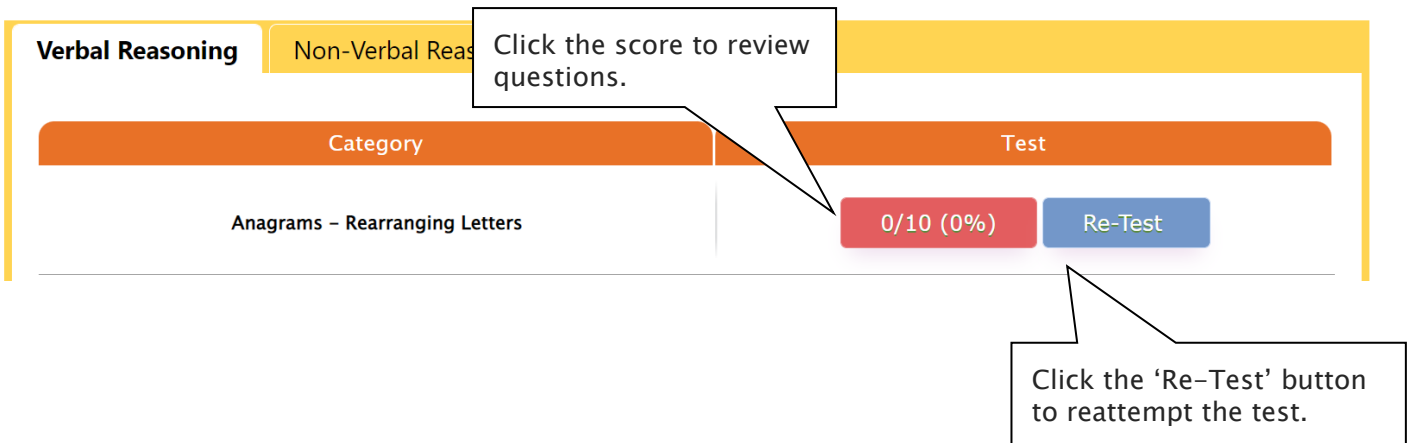 Verbal Reasoning
Non-Verbal Reas
Click the score to review
questions.
Category
Test
Anagrams – Rearranging Letters
0/10 (0%)
Re-Test
Click the ‘Re-Test’ button
to reattempt the test.